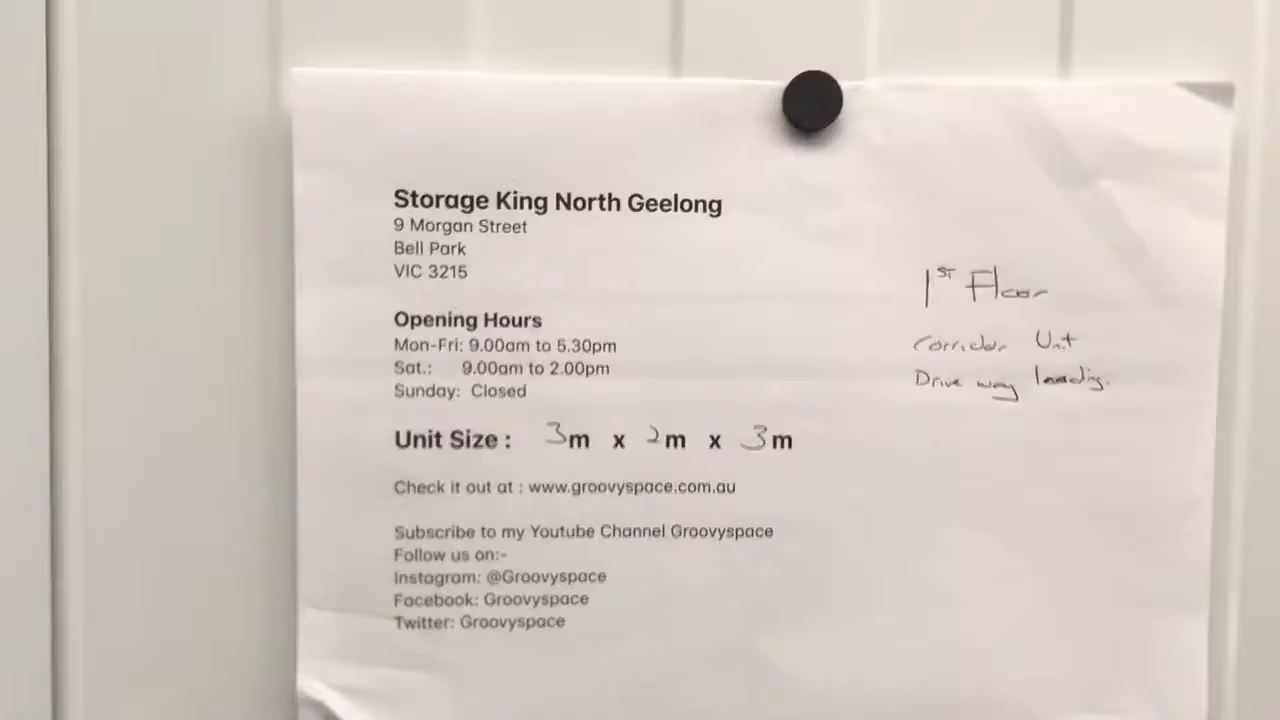 Storage King North Geelong
9 Morgan Street
Bell Park
VIC 3215
Opening Hours
Mon-Fri: 9.00am to 5.30pm
Sat.: 9.00am to 2.00pm
Sunday: Closed
Unit Size : 3m x 2m x 3m
Check it out at : www.groovyspace.com.au
Subscribe to my Youtube Channel Groovyspace
Follow us on:-
Instagram: @Groovyspace
Facebook: Groovyspace
Twitter: Groovyspace
1ST Floor
Corridor Unit
Drive way loading.